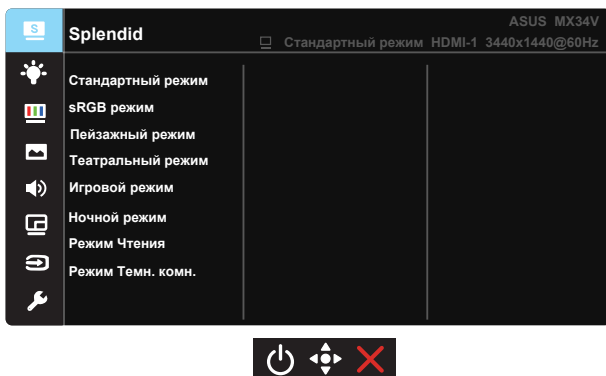 S
Splendid
ASUS MX34V
Стандартный режим HDMI-1 3440x1440@60Hz
Стандартный режим
sRGB режим
Пейзажный режим
Театральный режим
Игровой режим
Ночной режим
Режим Чтения
Режим Темн. комн.